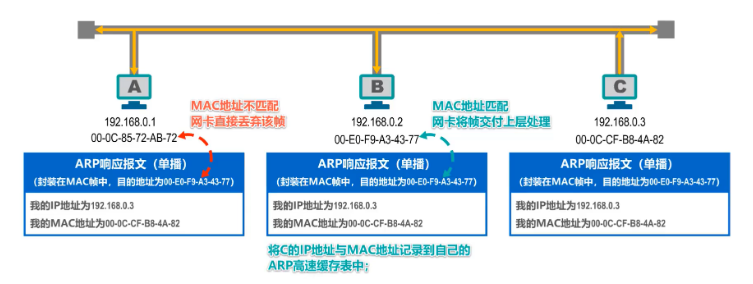 A
192.168.0.1
00-0C-85-72-AB-72
MAC地址不匹配
网卡直接丢弃该帧
ARP响应报文（单播）
(封装在MAC帧中，目的地址为00-E0-F9-A3-43-77)
我的IP地址为192.168.0.3
我的MAC地址为00-0C-CF-B8-4A-82
B
192.168.0.2
00-E0-F9-A3-43-77
MAC地址匹配
网卡将帧交付上层处理
ARP响应报文（单播）
(封装在MAC帧中，目的地址为00-E0-F9-A3-43-77)
我的IP地址为192.168.0.3
我的MAC地址为00-0C-CF-B8-4A-82
将C的IP地址与MAC地址记录到自己的
ARP高速缓存表中;
C
192.168.0.3
00-0C-CF-B8-4A-82
ARP响应报文（单播）
(封装在MAC帧中，目的地址为00-E0-F9-A3-43-77)
我的IP地址为192.168.0.3
我的MAC地址为00-0C-CF-B8-4A-82